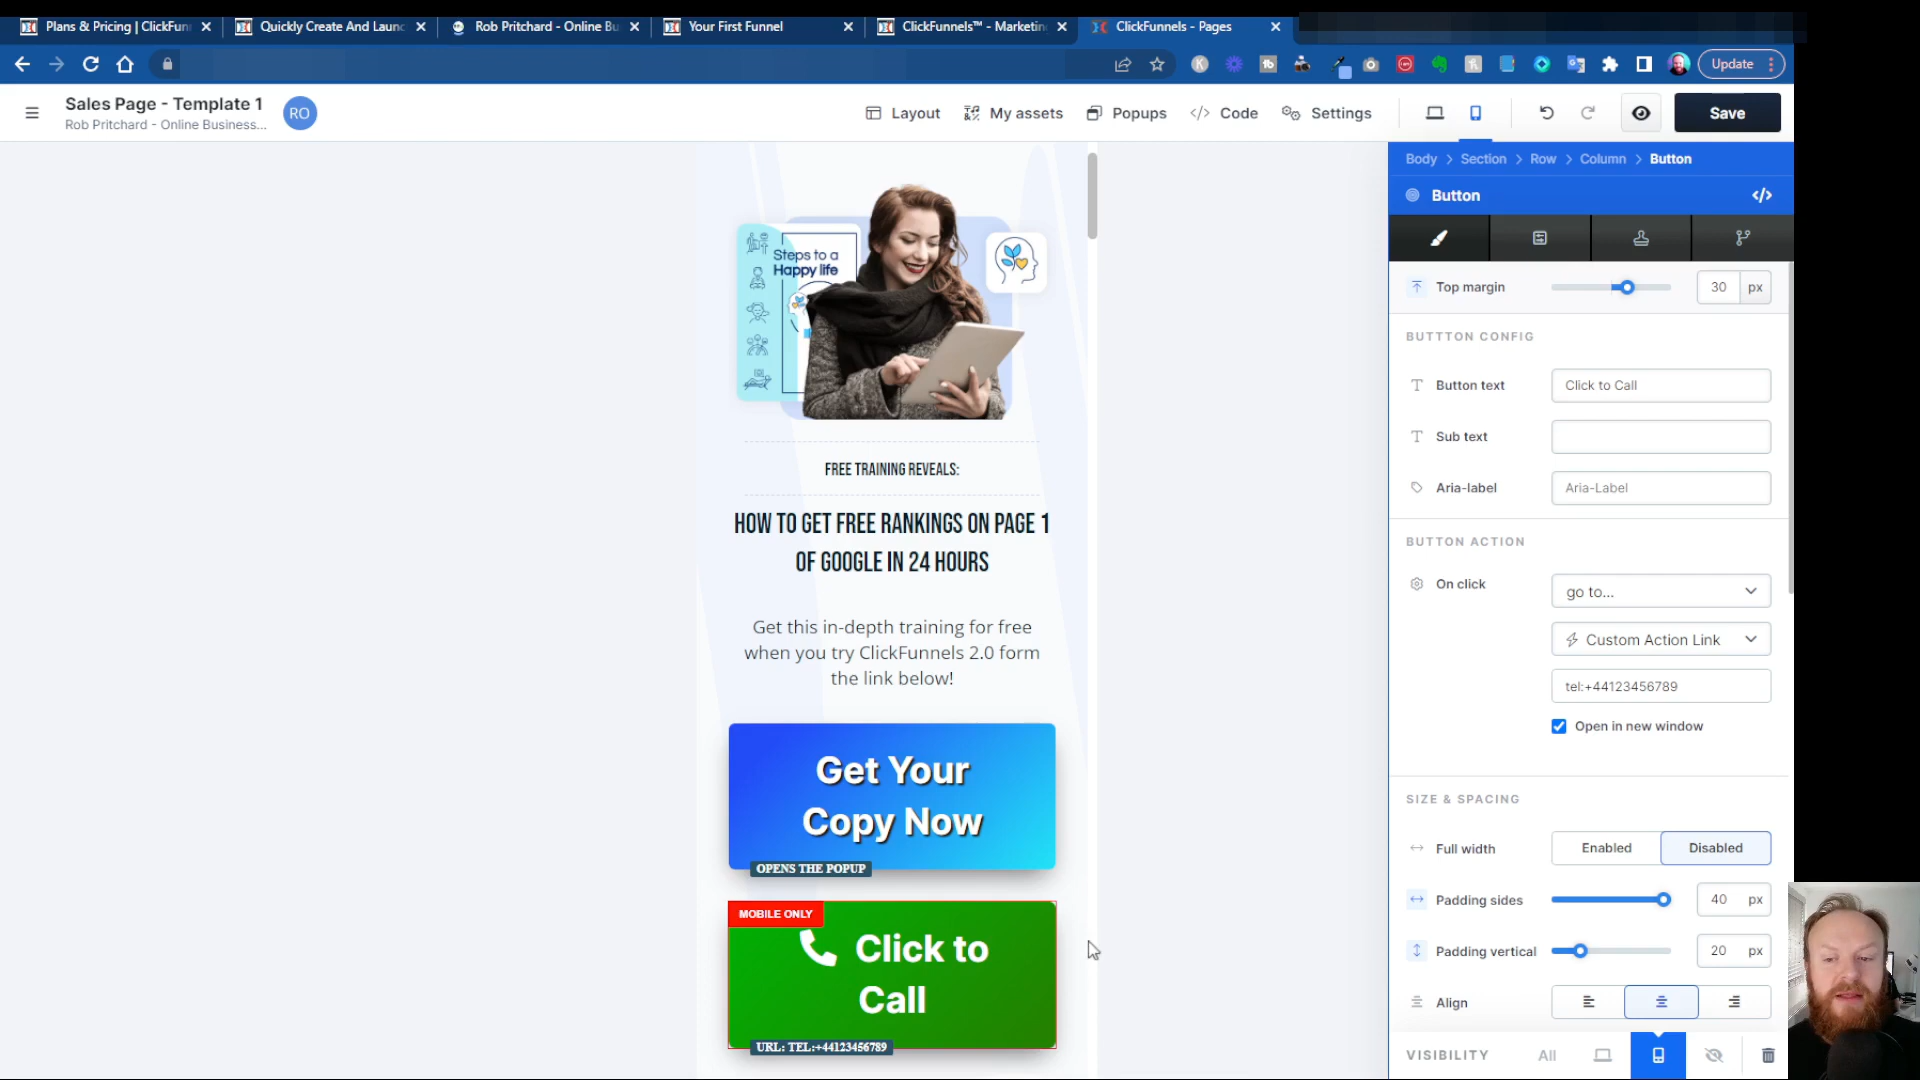 Plans & Pricing | ClickFun
Quickly Create And Launc
Rob Pritchard - Online Bu
Your First Funnel
ClickFunnels™ - Marketin
ClickFunnels - Pages
Update
Sales Page - Template 1
Rob Pritchard - Online Business...
RO
Layout
My assets
Popups
Code
Settings
Save
Body > Section > Row > Column > Button
Button
Top margin
30 px
BUTTTON CONFIG
Button text
Click to Call
Sub text
Aria-label
Aria-Label
BUTTON ACTION
On click
go to...
Custom Action Link
tel:+44123456789
Open in new window
SIZE & SPACING
Full width
Enabled
Disabled
Padding sides
40 px
Padding vertical
20 px
Align
VISIBILITY
All
Steps to a
Happy life
FREE TRAINING REVEALS:
HOW TO GET FREE RANKINGS ON PAGE 1
OF GOOGLE IN 24 HOURS
Get this in-depth training for free
when you try ClickFunnels 2.0 form
the link below!
Get Your
Copy Now
OPENS THE POPUP
MOBILE ONLY
Click to
Call
URL: TEL:+44123456789